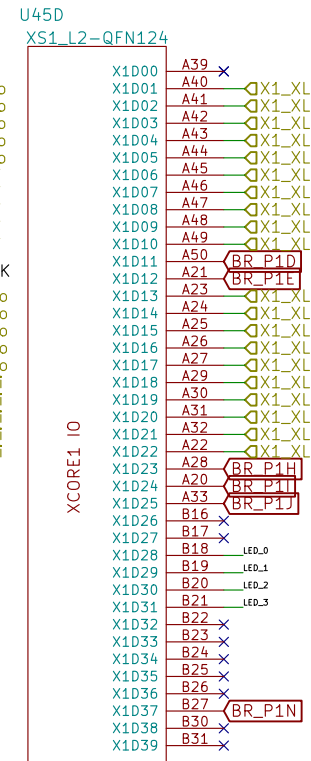 U45D
XS1_L2-QFN124
XCORE1 IO
X1D00 A39
X1D01 A40 X1_XL
X1D02 A41 X1_XL
X1D03 A42 X1_XL
X1D04 A43 X1_XL
X1D05 A44 X1_XL
X1D06 A45 X1_XL
X1D07 A46 X1_XL
X1D08 A47 X1_XL
X1D09 A48 X1_XL
X1D10 A49 X1_XL
X1D11 A50 BR_P1D
K
X1D12 A21 BR_P1E
X1D13 A23 X1_XL
X1D14 A24 X1_XL
X1D15 A25 X1_XL
X1D16 A26 X1_XL
X1D17 A27 X1_XL
X1D18 A29 X1_XL
X1D19 A30 X1_XL
X1D20 A31 X1_XL
X1D21 A32 X1_XL
X1D22 A22 X1_XL
X1D23 A28 BR_P1H
X1D24 A20 BR_P1I
X1D25 A33 BR_P1J
X1D26 B16
X1D27 B17
X1D28 B18 LED_0
X1D29 B19 LED_1
X1D30 B20 LED_2
X1D31 B21 LED_3
X1D32 B22
X1D33 B23
X1D34 B24
X1D35 B25
X1D36 B26
X1D37 B27 BR_P1N
X1D38 B30
X1D39 B31